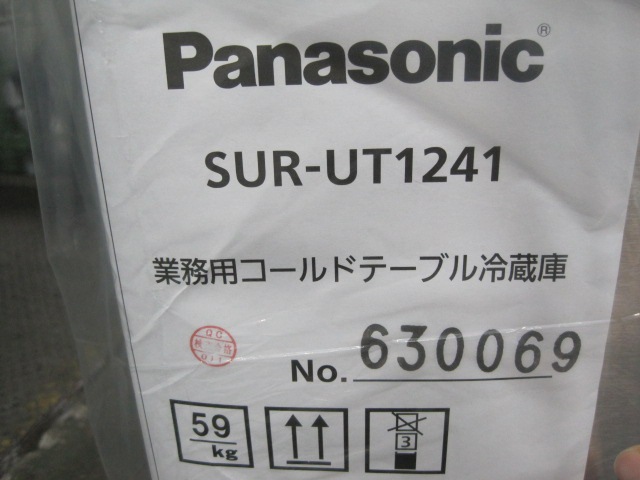 Panasonic®
SUR-UT1241
業務用コールドテーブル冷蔵庫
QC
No. 630069
59
kg
3